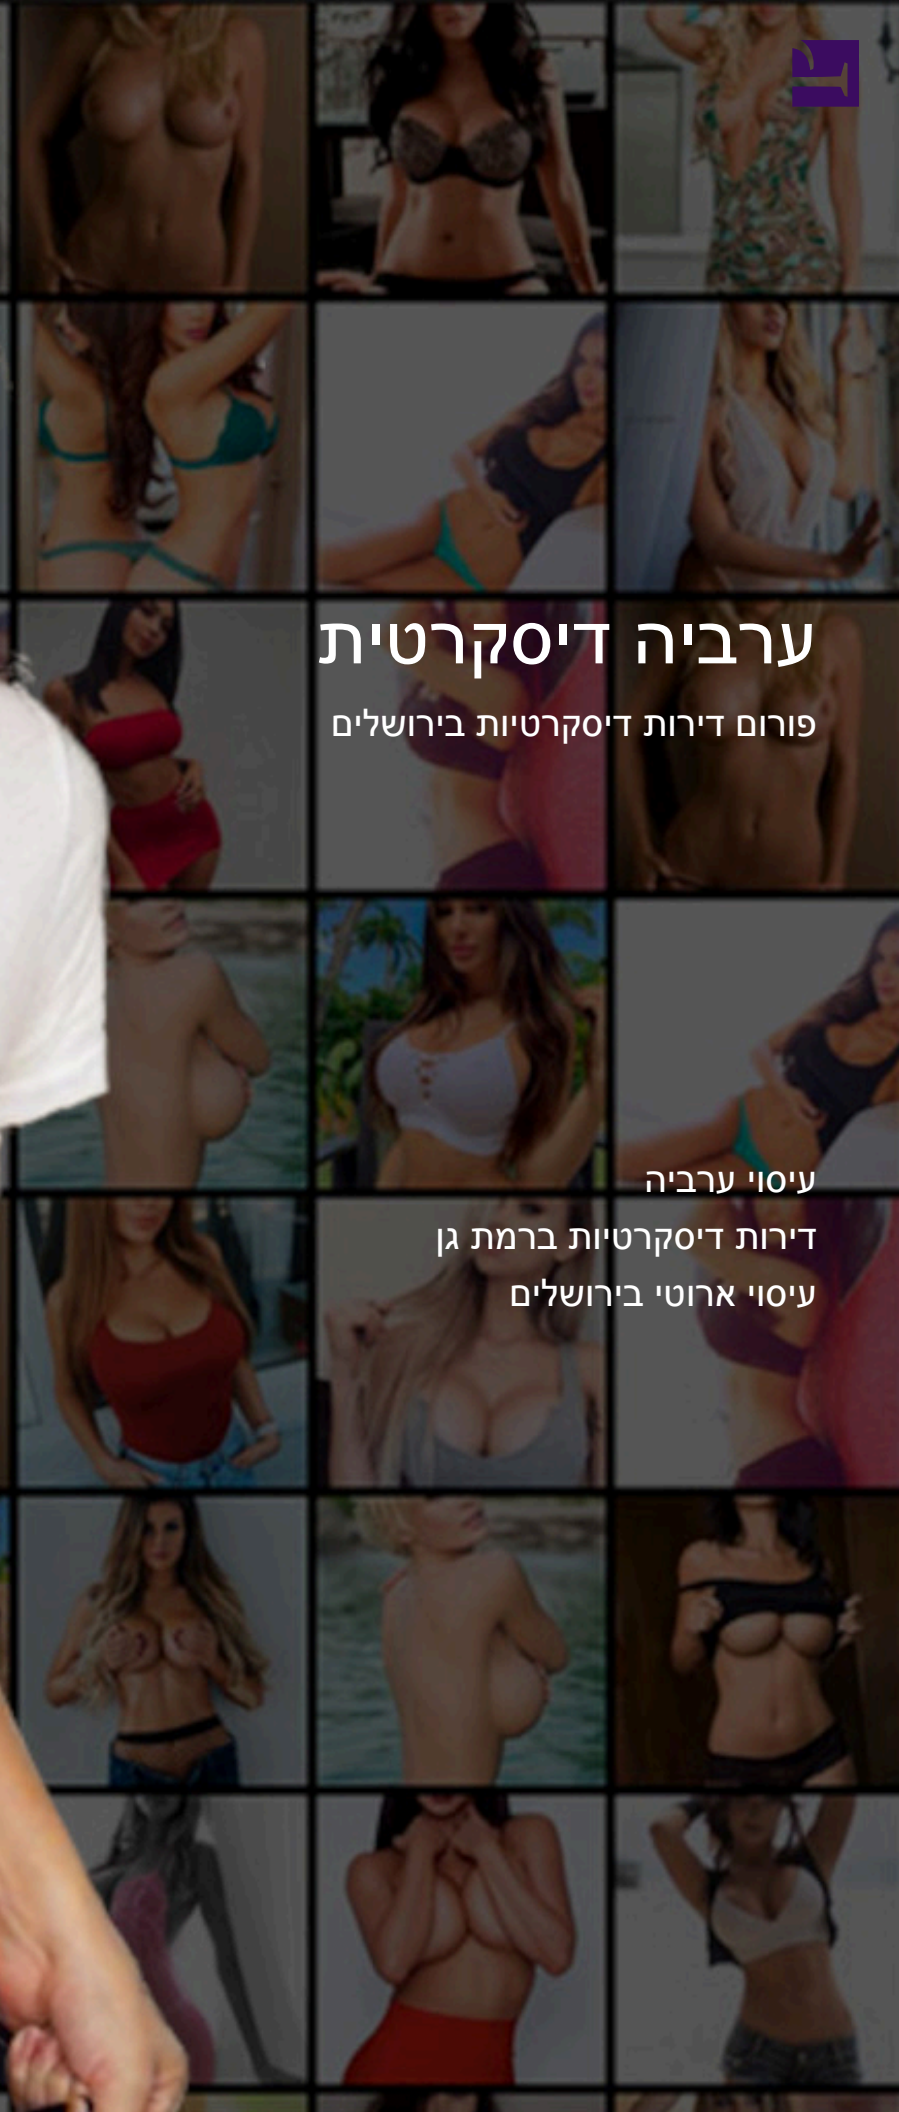 ערביה דיסקרטית
פורום דירות דיסקרטיות בירושלים
עיסוי ערביה
דירות דיסקרטיות ברמת גן
עיסוי ארוטי בירושלים